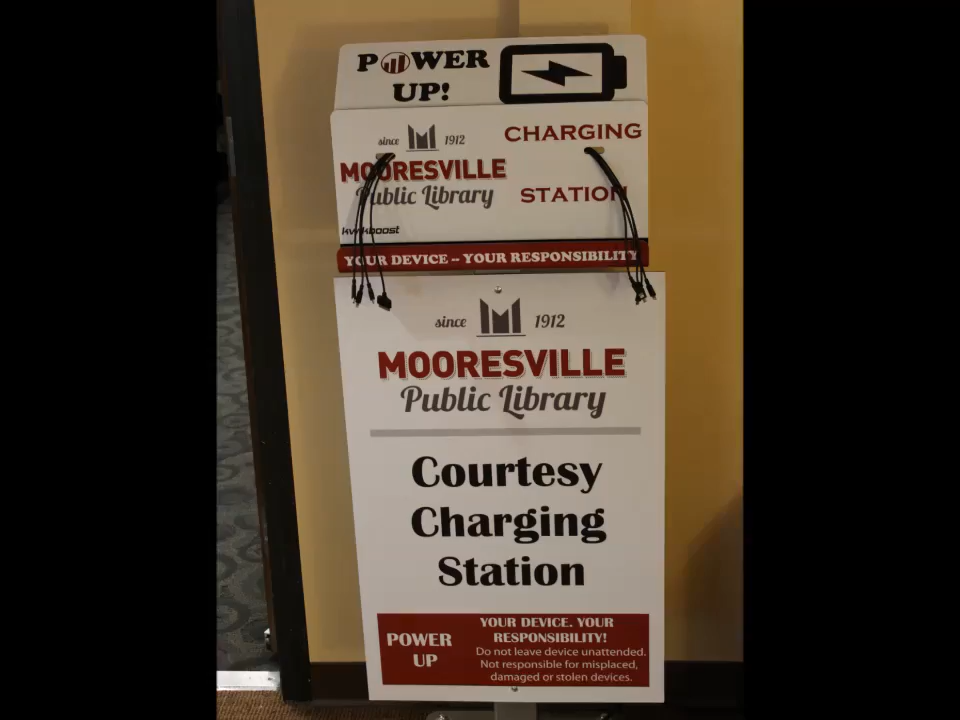 POWER
UP!
since 1912
MOORESVILLE
Public Library
CHARGING
STATION
kwikboost
YOUR DEVICE -- YOUR RESPONSIBILITY
since 1912
MOORESVILLE
Public Library
Courtesy
Charging
Station
POWER
UP
YOUR DEVICE. YOUR
RESPONSIBILITY!
Do not leave device unattended.
Not responsible for misplaced,
damaged or stolen devices.